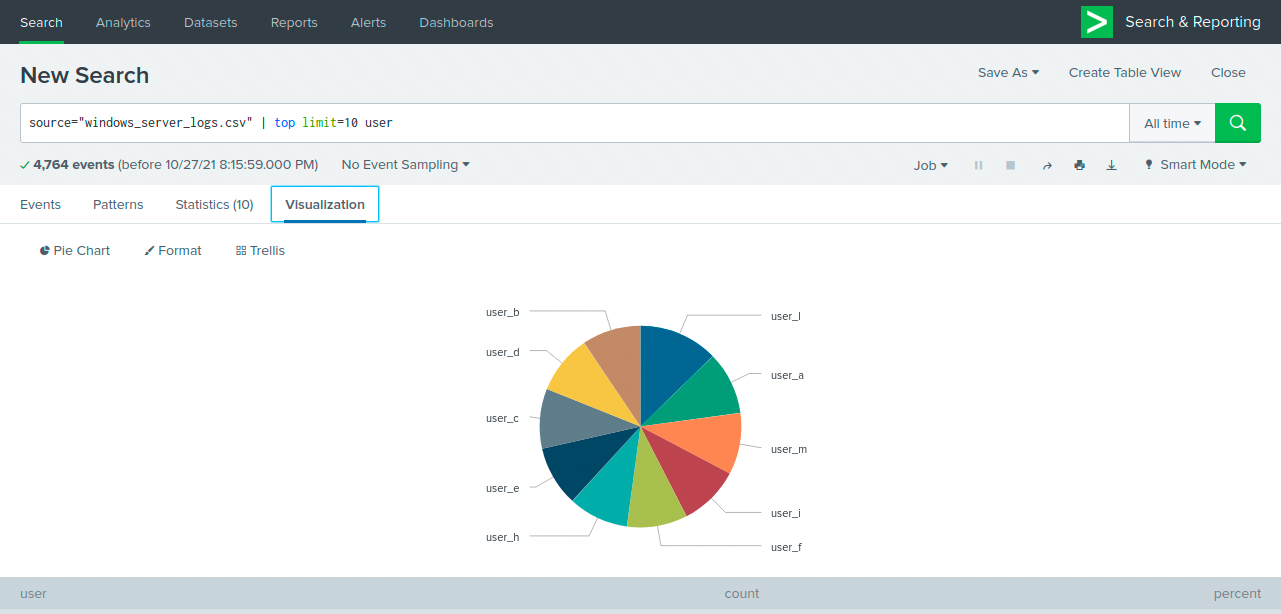 Search Analytics Datasets Reports Alerts Dashboards Search & Reporting
New Search Save As Create Table View Close
source="windows_server_logs.csv" | top limit=10 user All time
4,764 events (before 10/27/21 8:15:59.000 PM) No Event Sampling Job Smart Mode
Events Patterns Statistics (10) Visualization
Pie Chart Format Trellis
user_b
user_l
user_d
user_a
user_c
user_m
user_e
user_i
user_h
user_f
user count percent